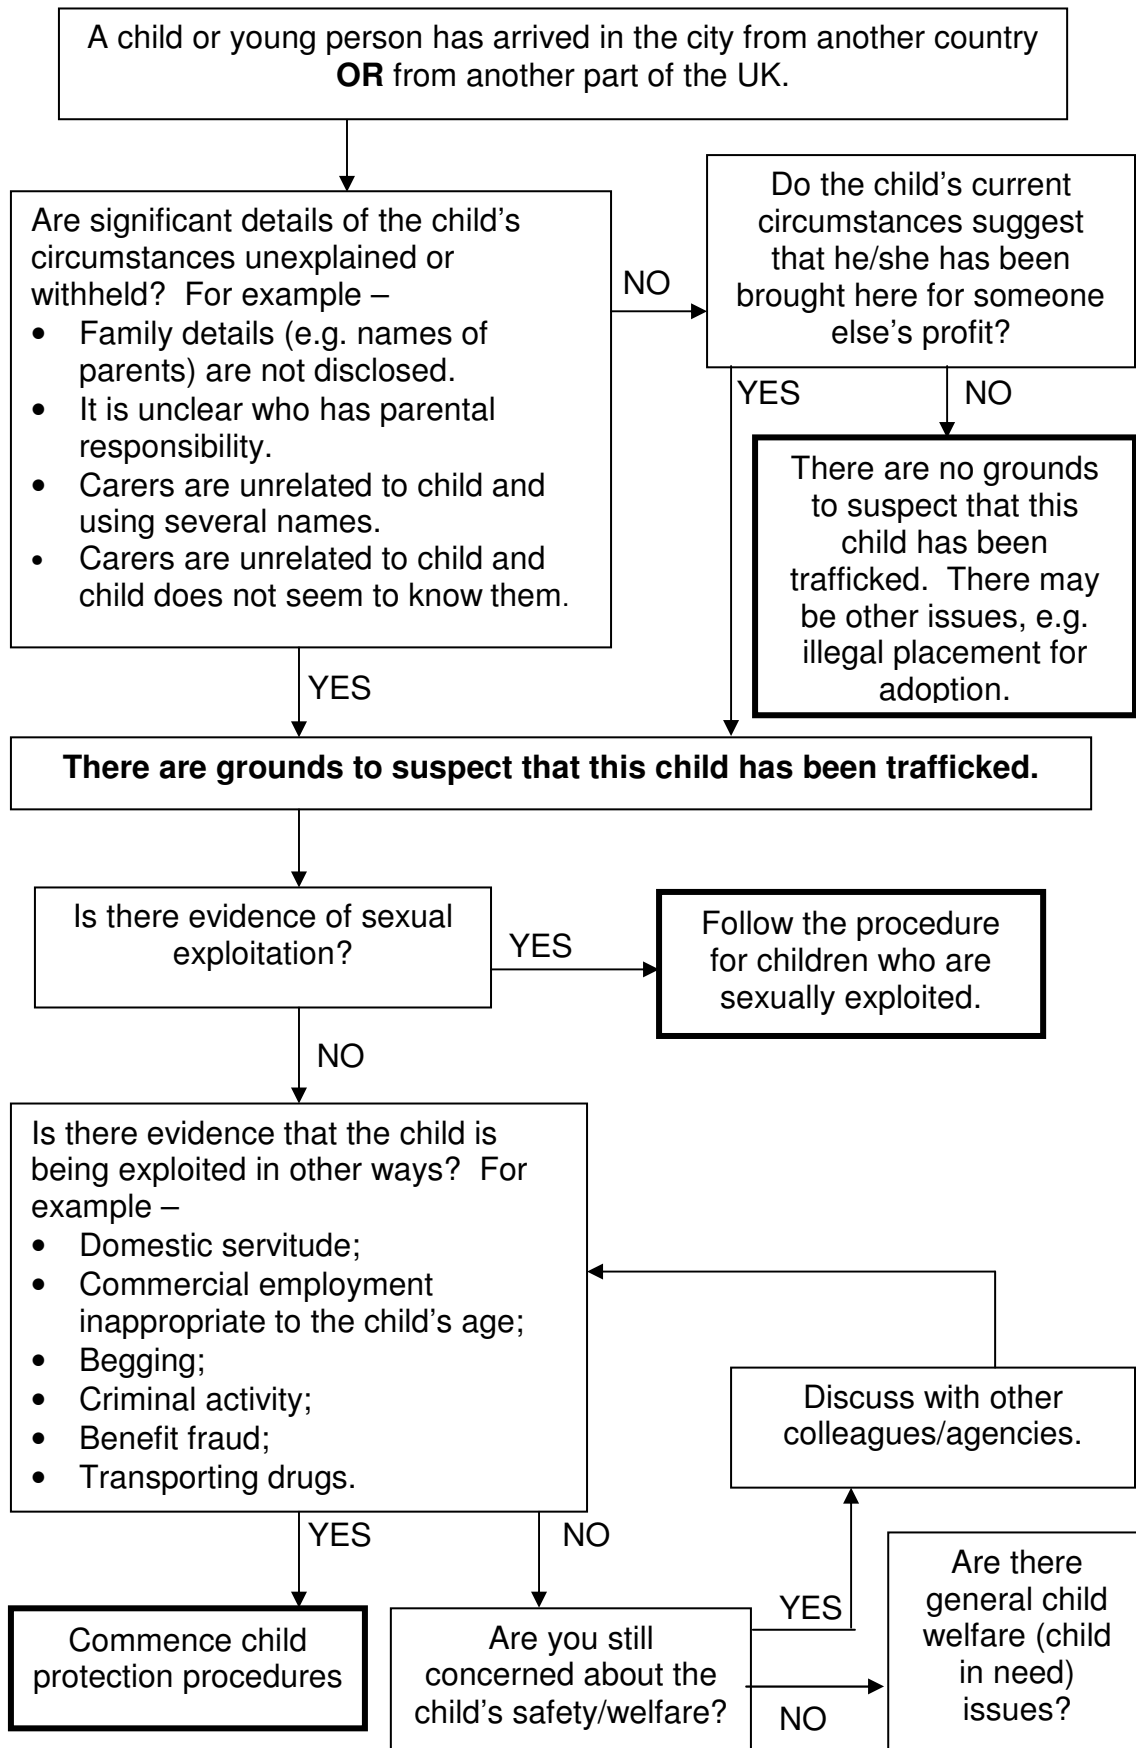 A child or young person has arrived in the city from another country
OR from another part of the UK.
Are significant details of the child’s
circumstances unexplained or
withheld?  For example –
• Family details (e.g. names of
parents) are not disclosed.
• It is unclear who has parental
responsibility.
• Carers are unrelated to child and
using several names.
• Carers are unrelated to child and
child does not seem to know them.
NO
Do the child’s current
circumstances suggest
that he/she has been
brought here for someone
else’s profit?
YES
NO
There are no grounds
to suspect that this
child has been
trafficked.  There may
be other issues, e.g.
illegal placement for
adoption.
YES
There are grounds to suspect that this child has been trafficked.
Is there evidence of sexual
exploitation?
YES
Follow the procedure
for children who are
sexually exploited.
NO
Is there evidence that the child is
being exploited in other ways?  For
example –
• Domestic servitude;
• Commercial employment
inappropriate to the child’s age;
• Begging;
• Criminal activity;
• Benefit fraud;
• Transporting drugs.
Discuss with other
colleagues/agencies.
YES
NO
Commence child
protection procedures
Are you still
concerned about the
child’s safety/welfare?
YES
NO
Are there
general child
welfare (child
in need)
issues?